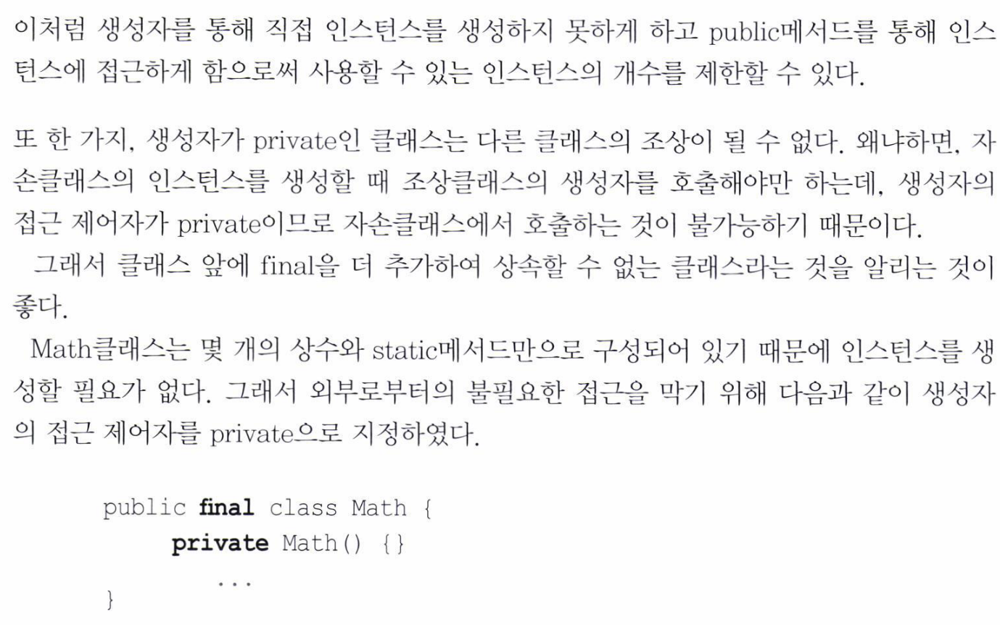 이처럼 생성자를 통해 직접 인스턴스를 생성하지 못하게 하고 public메서드를 통해 인스
턴스에 접근하게 함으로써 사용할 수 있는 인스턴스의 개수를 제한할 수 있다.
또 한 가지, 생성자가 private인 클래스는 다른 클래스의 조상이 될 수 없다. 왜냐하면, 자
손클래스의 인스턴스를 생성할 때 조상클래스의 생성자를 호출해야만 하는데, 생성자의
접근 제어자가 private이므로 자손클래스에서 호출하는 것이 불가능하기 때문이다.
그래서 클래스 앞에 final을 더 추가하여 상속할 수 없는 클래스라는 것을 알리는 것이
좋다.
Math클래스는 몇 개의 상수와 static메서드만으로 구성되어 있기 때문에 인스턴스를 생
성할 필요가 없다. 그래서 외부로부터의 불필요한 접근을 막기 위해 다음과 같이 생성자
의 접근 제어자를 private으로 지정하였다.
public final class Math {
private Math() {}
...
}